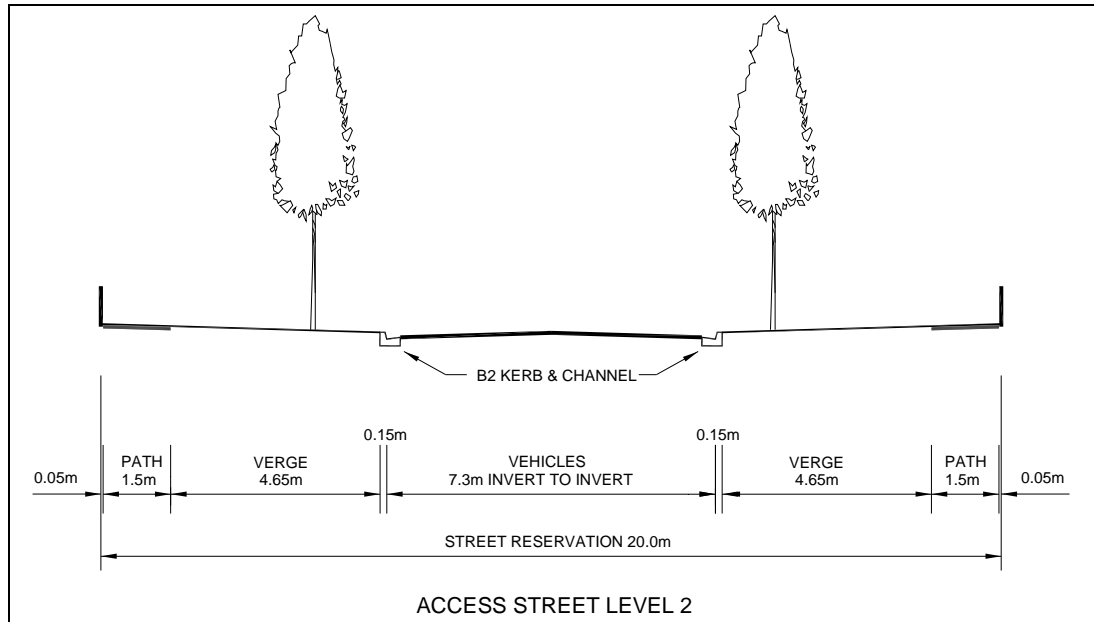 B2 KERB & CHANNEL
0.15m
0.15m
0.05m
PATH
1.5m
VERGE
4.65m
VEHICLES
7.3m INVERT TO INVERT
VERGE
4.65m
PATH
1.5m
0.05m
STREET RESERVATION 20.0m
ACCESS STREET LEVEL 2